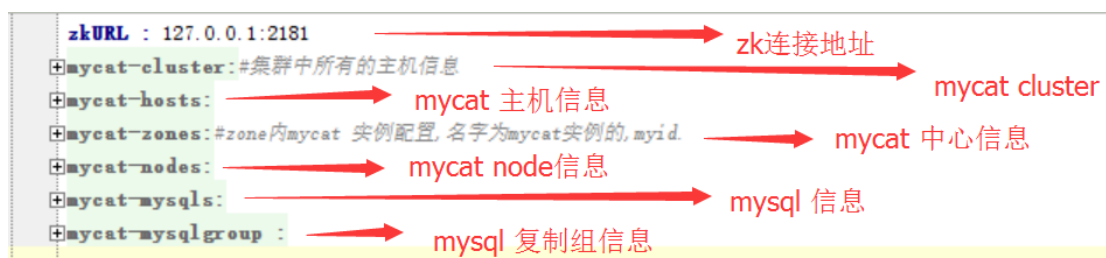 zkURL : 127.0.0.1:2181 zk连接地址
mycat-cluster:#集群中所有的主机信息 mycat cluster
mycat-hosts: mycat 主机信息
mycat-zones:#zone内mycat 实例配置,名字为mycat实例的,myid. mycat 中心信息
mycat-nodes: mycat node信息
mycat-mysqls: mysql 信息
mycat-mysqlgroup : mysql 复制组信息